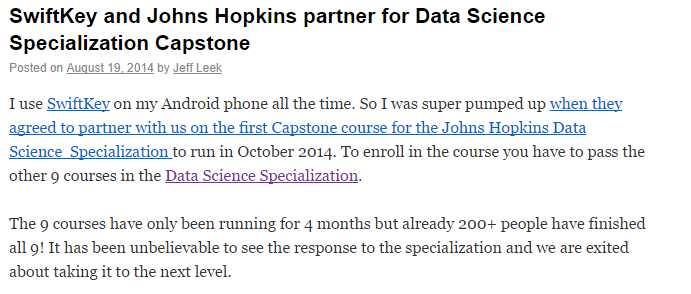 SwiftKey and Johns Hopkins partner for Data Science
Specialization Capstone
Posted on August 19, 2014 by Jeff Leek
I use SwiftKey on my Android phone all the time. So I was super pumped up when they
agreed to partner with us on the first Capstone course for the Johns Hopkins Data
Science Specialization to run in October 2014. To enroll in the course you have to pass the
other 9 courses in the Data Science Specialization.
The 9 courses have only been running for 4 months but already 200+ people have finished
all 9! It has been unbelievable to see the response to the specialization and we are exited
about taking it to the next level.